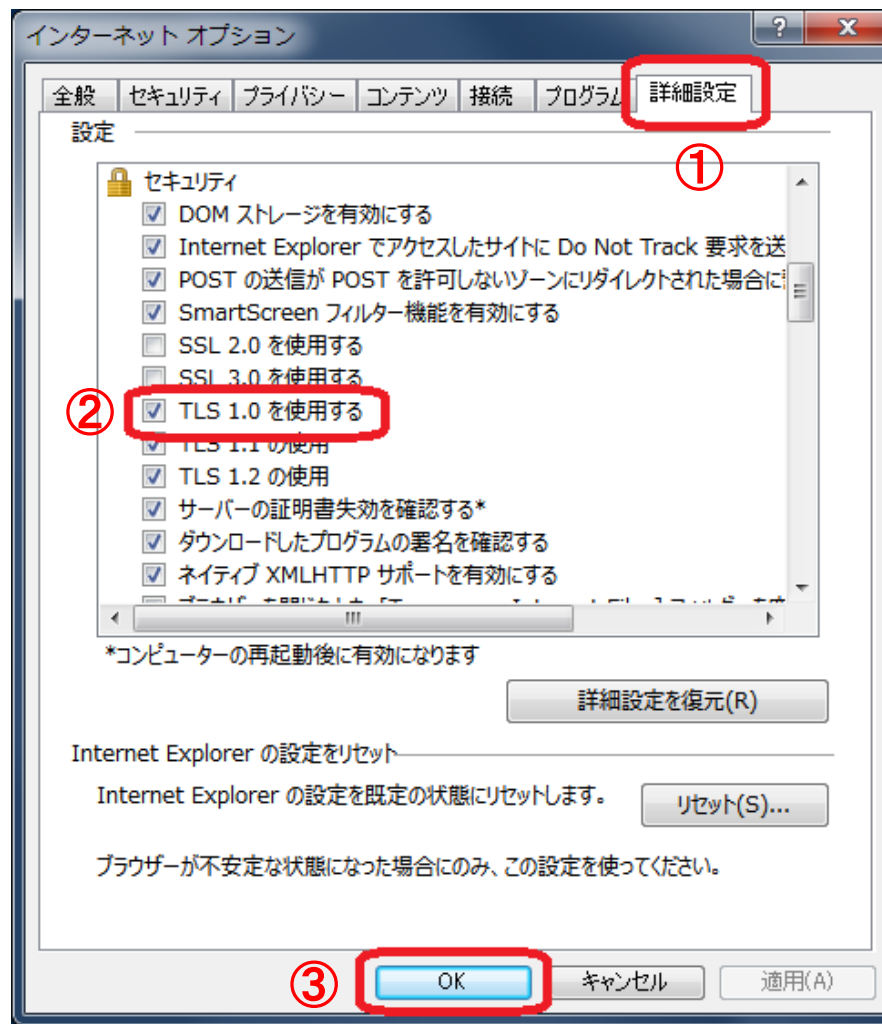 インターネット オプション
?
x
全般 セキュリティ プライバシー コンテンツ 接続 プログラム 詳細設定
設定
①
セキュリティ
DOM ストレージを有効にする
Internet Explorer でアクセスしたサイトに Do Not Track 要求を送
POST の送信が POST を許可しないゾーンにリダイレクトされた場合に
SmartScreen フィルター機能を有効にする
SSL 2.0 を使用する
SSL 3.0 を使用する
② TLS 1.0 を使用する
TLS 1.1 の使用
TLS 1.2 の使用
サーバーの証明書失効を確認する*
ダウンロードしたプログラムの署名を確認する
ネイティブ XMLHTTP サポートを有効にする
*コンピューターの再起動後に有効になります
詳細設定を復元(R)
Internet Explorer の設定をリセット
Internet Explorer の設定を既定の状態にリセットします。
リセット(S)...
ブラウザーが不安定な状態になった場合にのみ、この設定を使ってください。
③ OK キャンセル 適用(A)